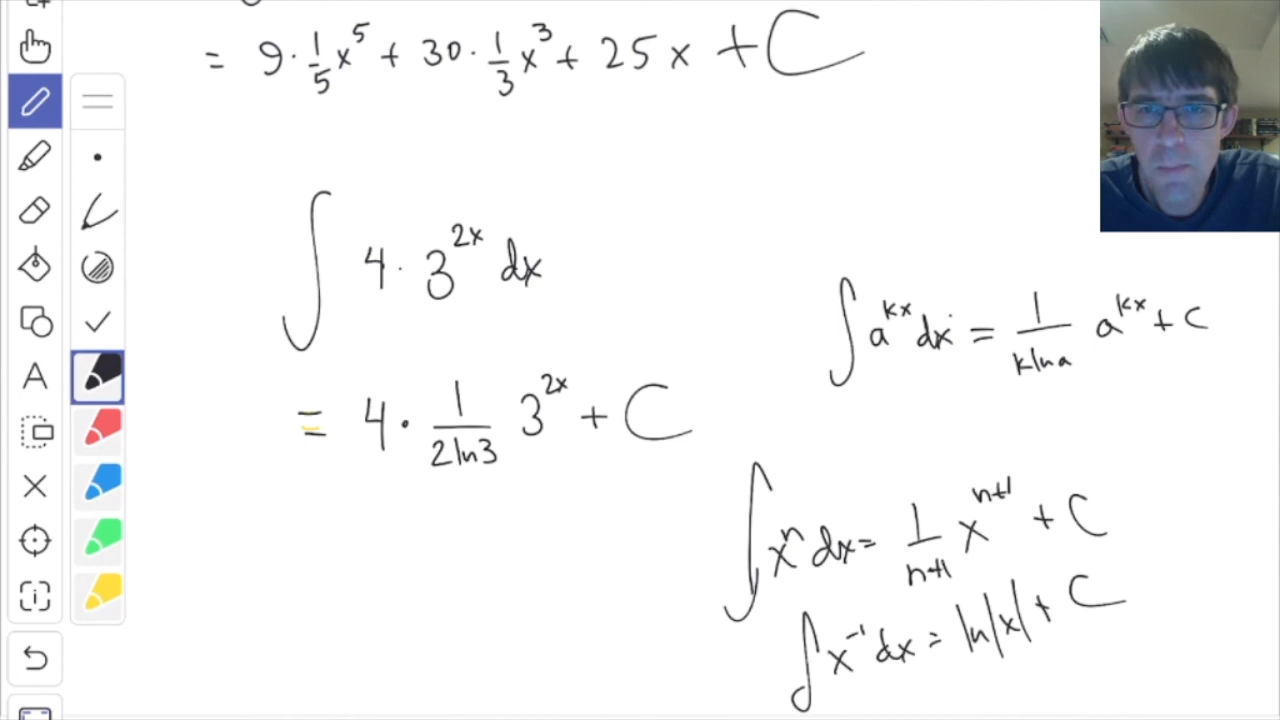 = 9 · 1/5 x^5 + 30 · 1/3 x^3 + 25x + C
∫ 4 · 3^{2x} dx
∫ a^{kx} dx = 1/(k ln a) a^{kx} + C
= 4 · 1/(2 ln 3) 3^{2x} + C
∫ x^n dx = 1/(n+1) x^{n+1} + C
∫ x^{-1} dx = ln|x| + C
A